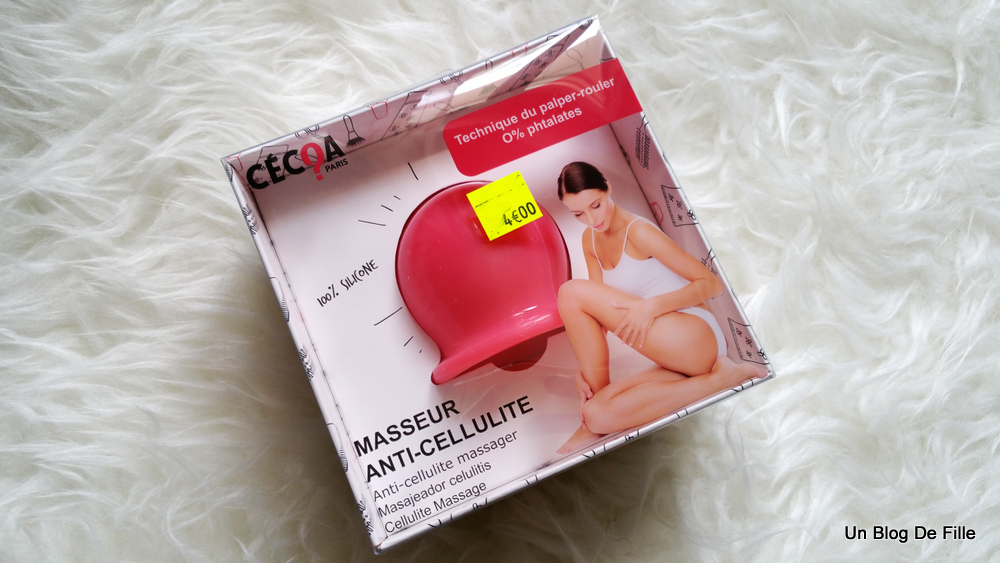 CÉCOA
PARIS
Technique du palper-rouler
0% phtalates
4€00
100% SILICONE
MASSEUR
ANTI-CELLULITE
Anti-cellulite massager
Masajeador celulitis
Cellulite Massage
Un Blog De Fille